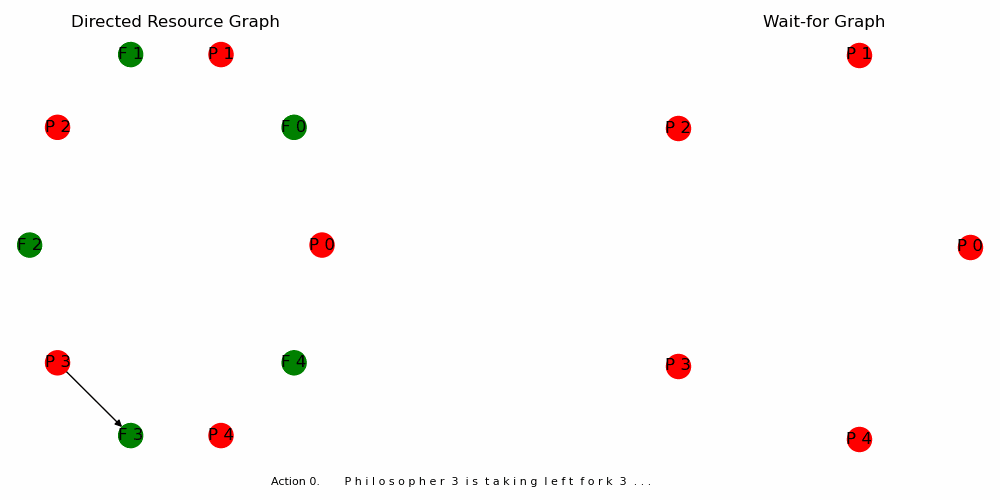 Directed Resource Graph
Wait-for Graph
F 1
P 1
P 1
P 2
F 0
P 2
F 2
P 0
P 0
P 3
F 4
P 3
F 3
P 4
P 4
Action 0. Philosopher 3 is taking left fork 3 ...